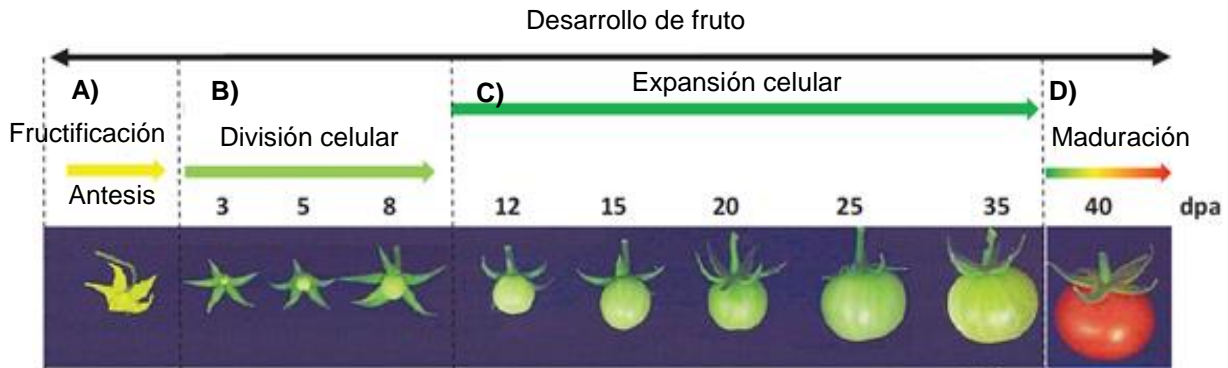 Desarrollo de fruto
A)
B)
C)
Expansión celular
D)
Fructificación
División celular
Maduración
Antesis
3 5 8 12 15 20 25 35 40 dpa